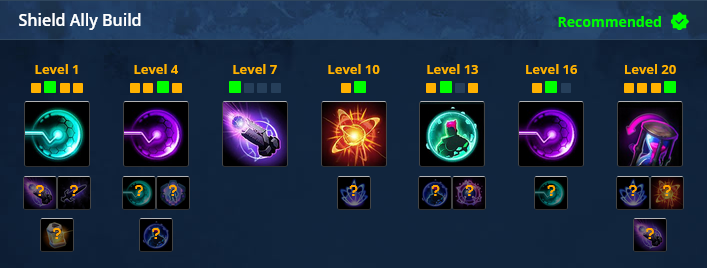 Shield Ally Build
Recommended
Level 1
Level 4
Level 7
Level 10
Level 13
Level 16
Level 20
? ?
? ?
?
? ?
?
? ?
?
?
?